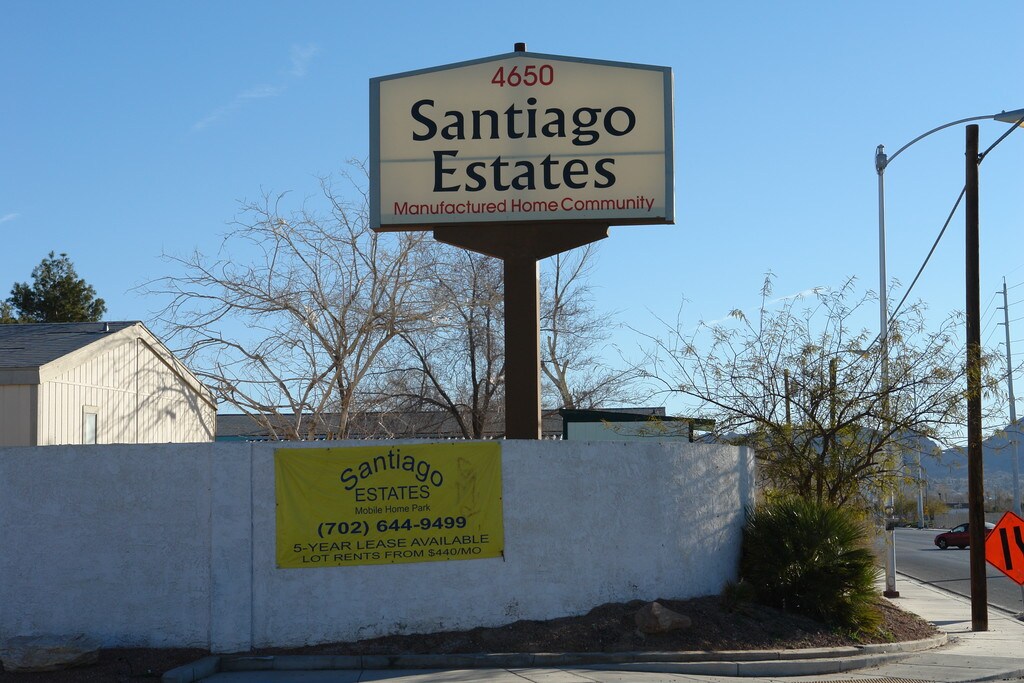 4650
Santiago
Estates
Manufactured Home Community
Santiago
ESTATES
Mobile Home Park
(702) 644-9499
5-YEAR LEASE AVAILABLE
LOT RENTS FROM $440/MO